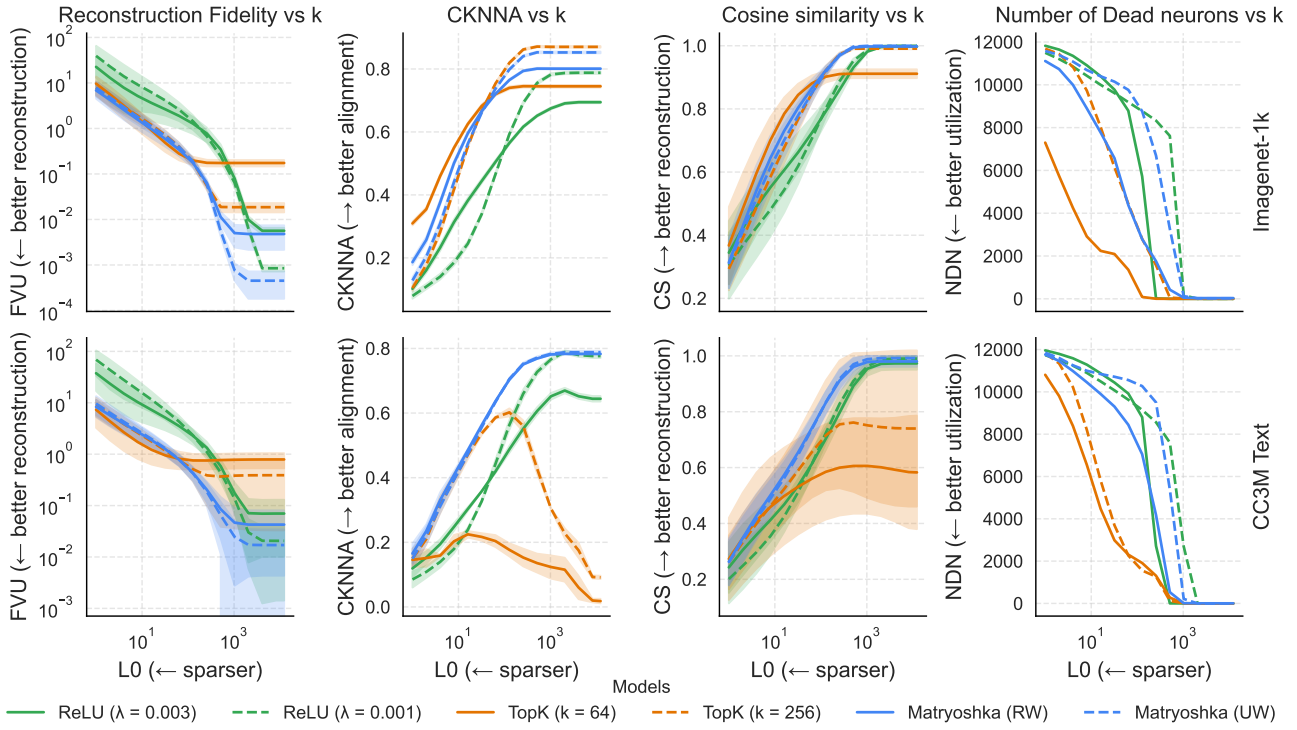 Reconstruction Fidelity vs k
CKNNA vs k
Cosine similarity vs k
Number of Dead neurons vs k
FVU (← better reconstruction)
10²
10¹
10⁰
10⁻¹
10⁻²
10⁻³
10⁻⁴
CKNNA (→ better alignment)
0.8
0.6
0.4
0.2
CS (→ better reconstruction)
1.0
0.8
0.6
0.4
0.2
NDN (← better utilization)
12000
10000
8000
6000
4000
2000
0
Imagenet-1k
FVU (← better reconstruction)
10²
10¹
10⁰
10⁻¹
10⁻²
10⁻³
10¹ 10³
L0 (← sparser)
CKNNA (→ better alignment)
0.8
0.6
0.4
0.2
0.0
10¹ 10³
L0 (← sparser)
CS (→ better reconstruction)
1.0
0.8
0.6
0.4
0.2
10¹ 10³
L0 (← sparser)
NDN (← better utilization)
12000
10000
8000
6000
4000
2000
0
10¹ 10³
L0 (← sparser)
CC3M Text
Models
ReLU (λ = 0.003) ReLU (λ = 0.001) TopK (k = 64) TopK (k = 256) Matryoshka (RW) Matryoshka (UW)